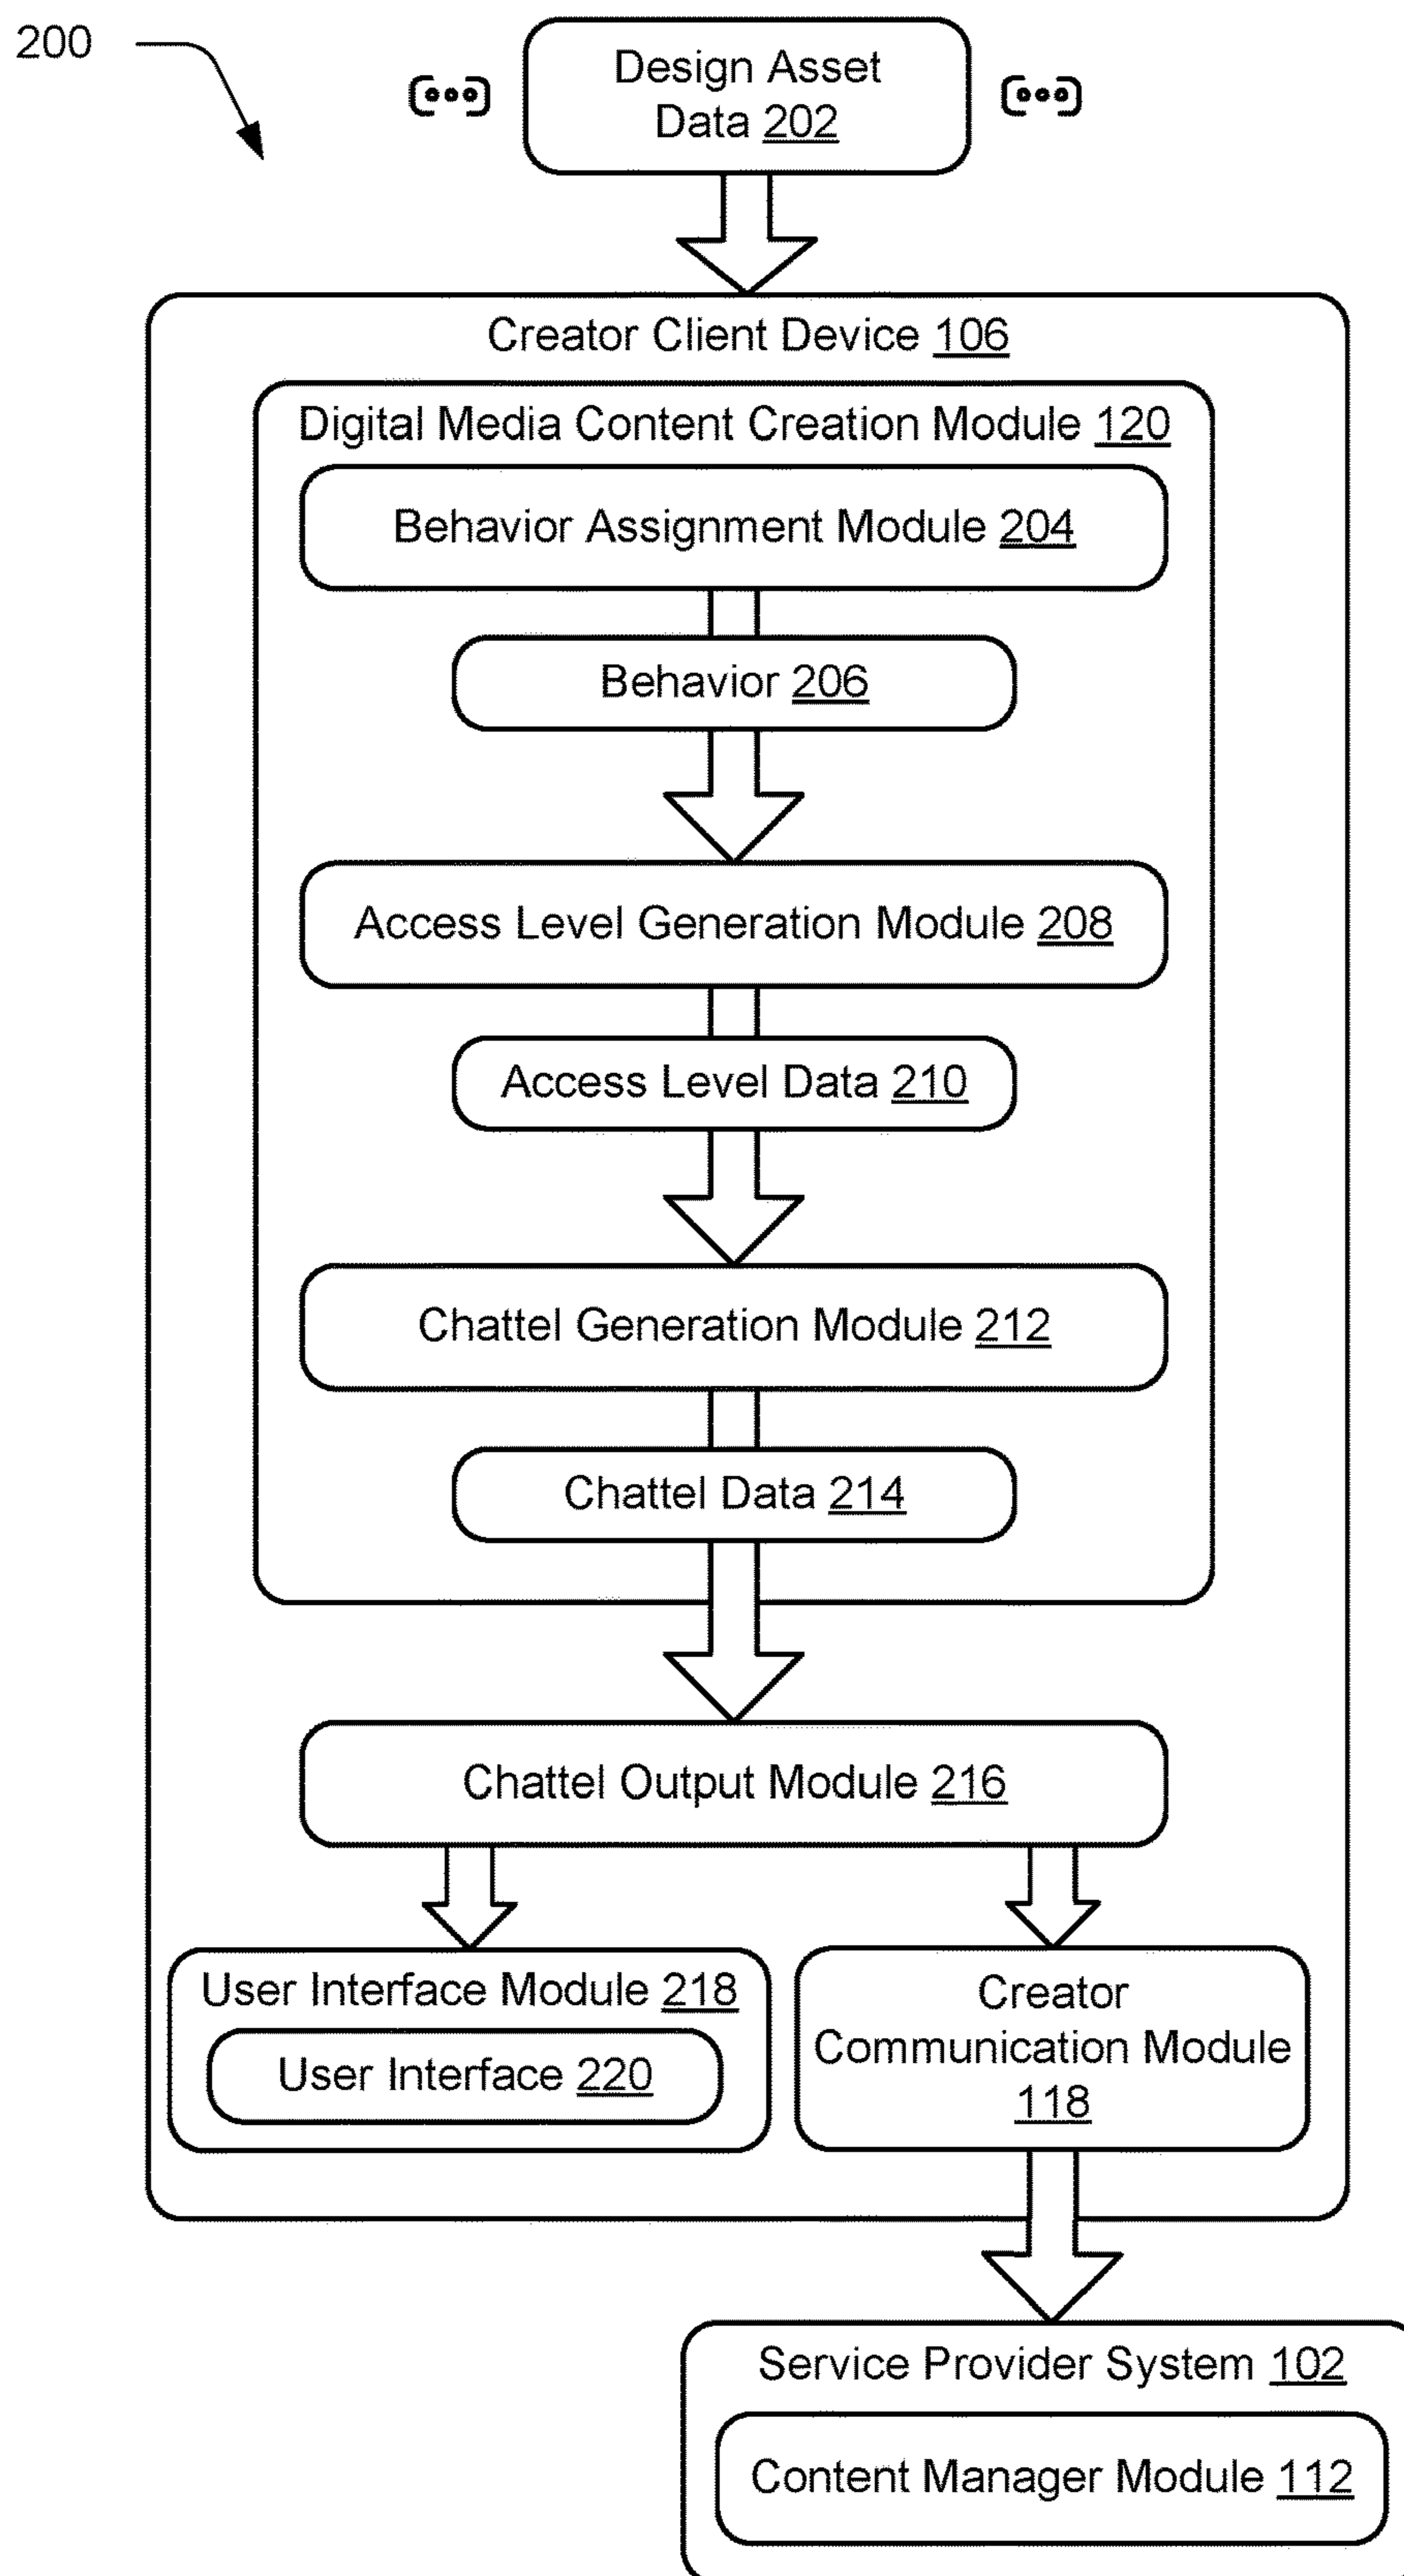 200
Design Asset
Data 202
Creator Client Device 106
Digital Media Content Creation Module 120
Behavior Assignment Module 204
Behavior 206
Access Level Generation Module 208
Access Level Data 210
Chattel Generation Module 212
Chattel Data 214
Chattel Output Module 216
User Interface Module 218
User Interface 220
Creator
Communication Module
118
Service Provider System 102
Content Manager Module 112